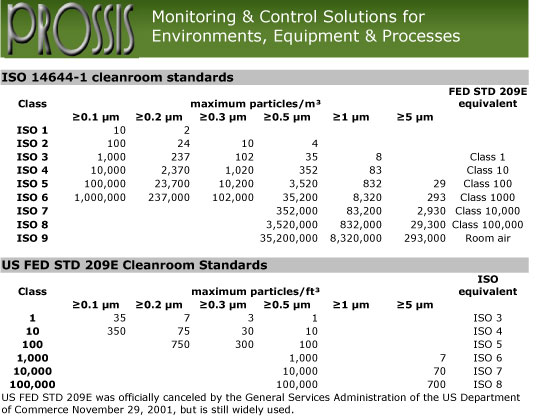 PROSSIS
Monitoring & Control Solutions for
Environments, Equipment & Processes
ISO 14644-1 cleanroom standards
FED STD 209E
Class maximum particles/m³ equivalent
≥0.1 µm ≥0.2 µm ≥0.3 µm ≥0.5 µm ≥1 µm ≥5 µm
ISO 1 10 2
ISO 2 100 24 10 4
ISO 3 1,000 237 102 35 8 Class 1
ISO 4 10,000 2,370 1,020 352 83 Class 10
ISO 5 100,000 23,700 10,200 3,520 832 29 Class 100
ISO 6 1,000,000 237,000 102,000 35,200 8,320 293 Class 1000
ISO 7 352,000 83,200 2,930 Class 10,000
ISO 8 3,520,000 832,000 29,300 Class 100,000
ISO 9 35,200,000 8,320,000 293,000 Room air
US FED STD 209E Cleanroom Standards
ISO
Class maximum particles/ft³ equivalent
≥0.1 µm ≥0.2 µm ≥0.3 µm ≥0.5 µm ≥1 µm ≥5 µm
1 35 7 3 1 ISO 3
10 350 75 30 10 ISO 4
100 750 300 100 ISO 5
1,000 1,000 7 ISO 6
10,000 10,000 70 ISO 7
100,000 100,000 700 ISO 8
US FED STD 209E was officially canceled by the General Services Administration of the US Department
of Commerce November 29, 2001, but is still widely used.